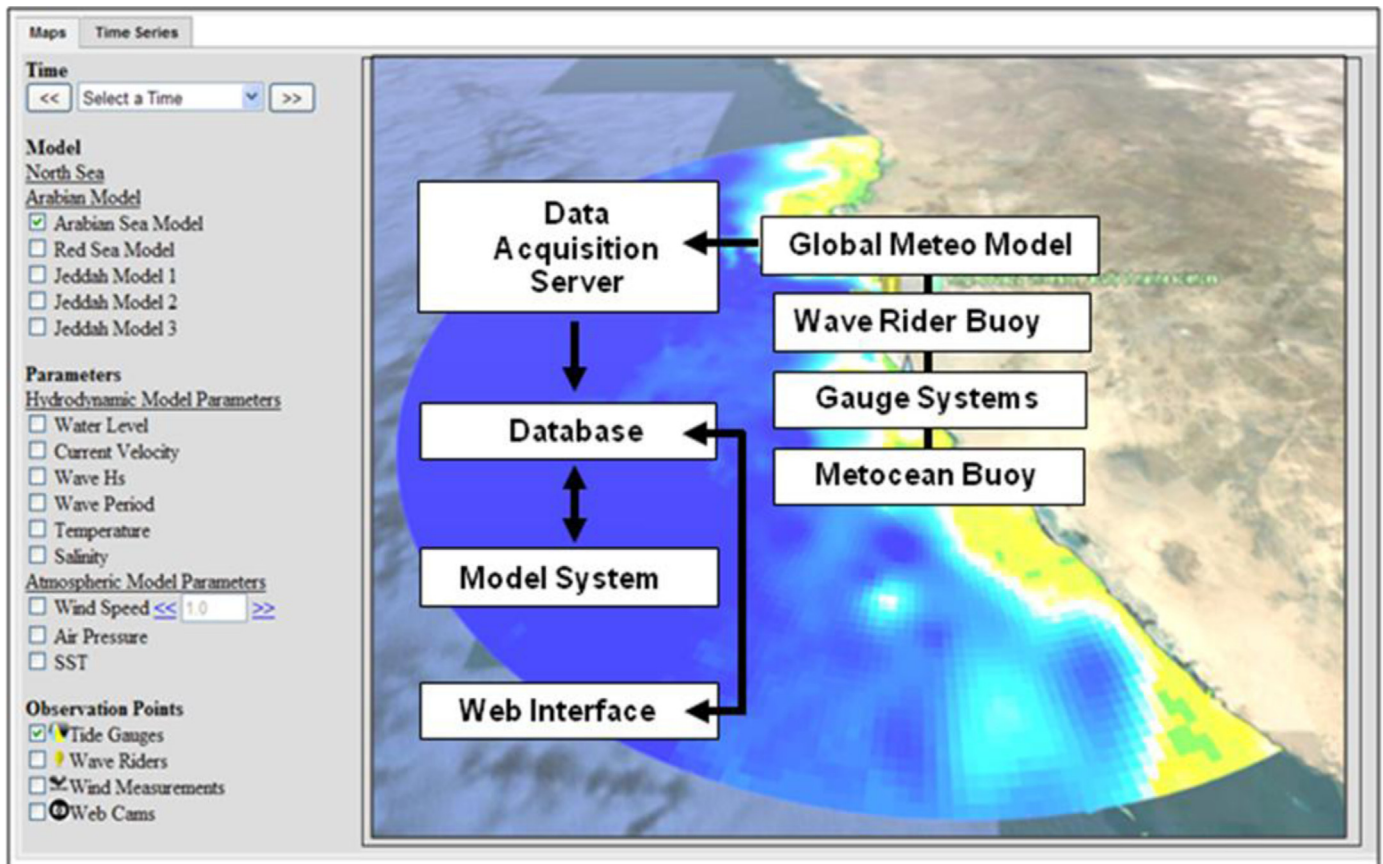 Maps Time Series
Time
<< Select a Time >>
Model
North Sea
Arabian Model
Arabian Sea Model
Red Sea Model
Jeddah Model 1
Jeddah Model 2
Jeddah Model 3
Parameters
Hydrodynamic Model Parameters
Water Level
Current Velocity
Wave Hs
Wave Period
Temperature
Salinity
Atmospheric Model Parameters
Wind Speed << 1.0 >>
Air Pressure
SST
Observation Points
Tide Gauges
Wave Riders
Wind Measurements
Web Cams
Data
Acquisition
Server
Global Meteo Model
Wave Rider Buoy
Gauge Systems
Metocean Buoy
Database
Model System
Web Interface